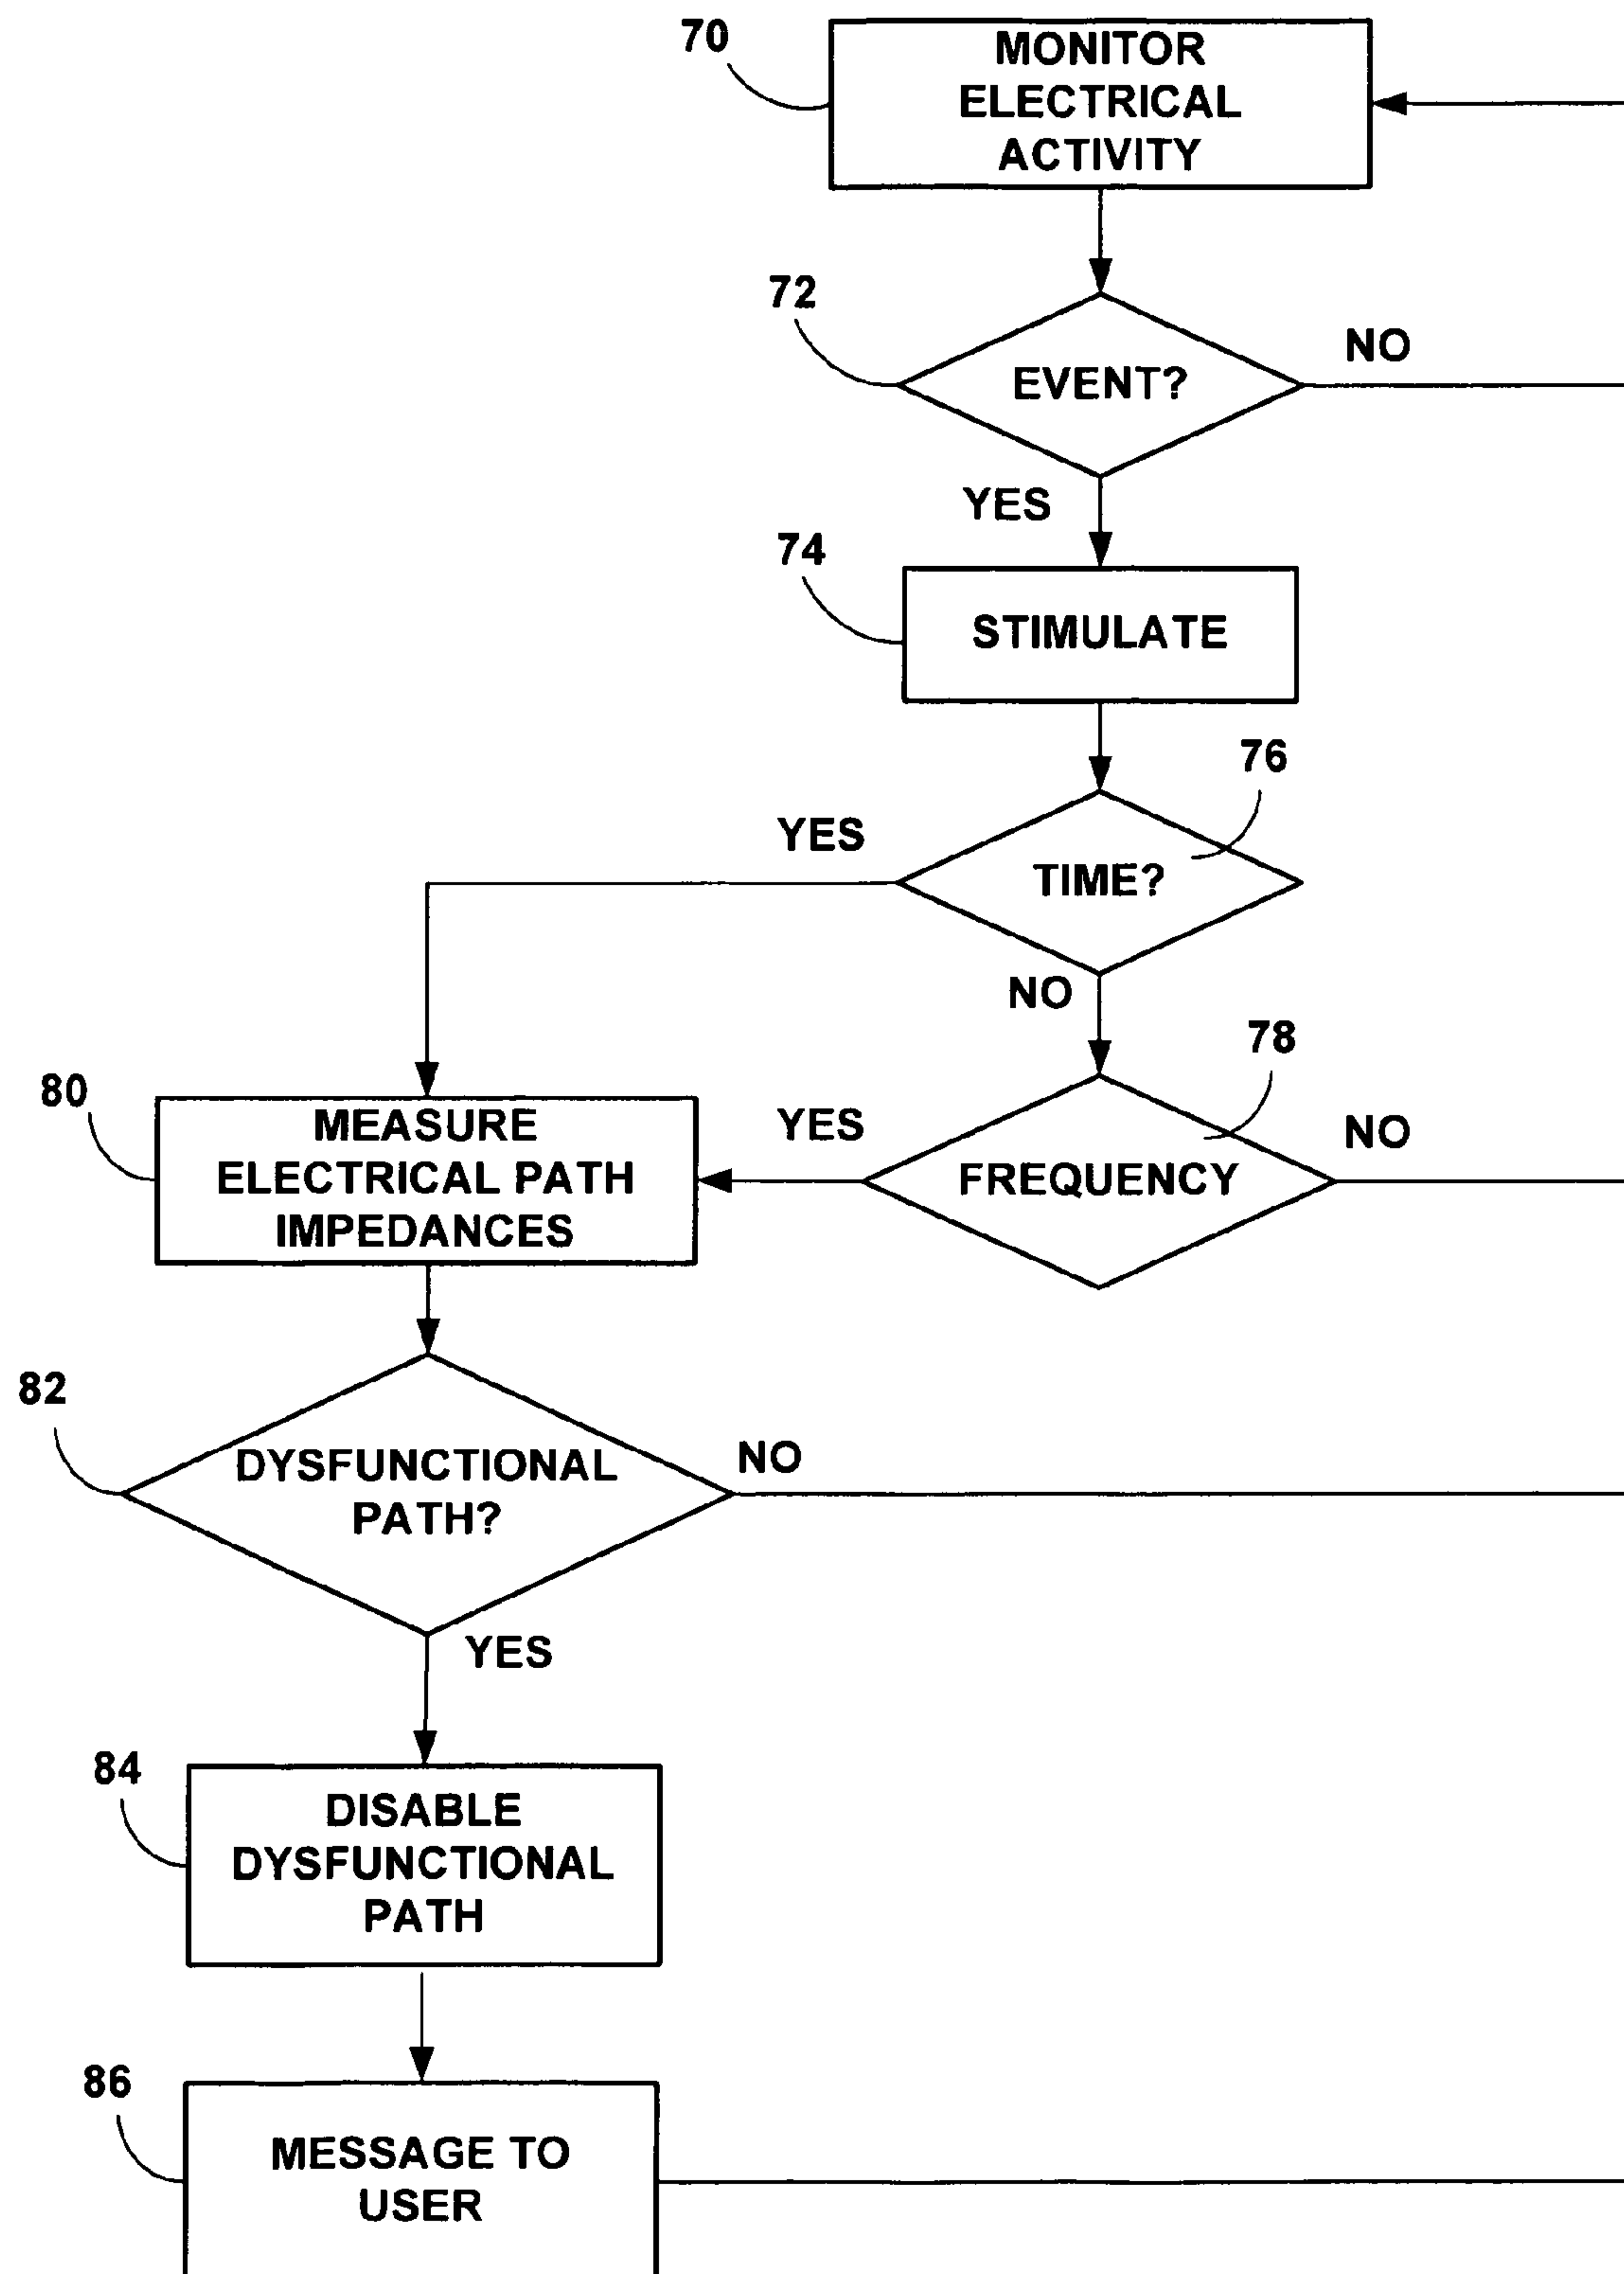 70
MONITOR
ELECTRICAL
ACTIVITY
72
EVENT?
NO
YES
74
STIMULATE
76
YES
TIME?
NO
78
80
MEASURE
ELECTRICAL PATH
IMPEDANCES
YES
FREQUENCY
NO
82
DYSFUNCTIONAL
PATH?
NO
YES
84
DISABLE
DYSFUNCTIONAL
PATH
86
MESSAGE TO
USER